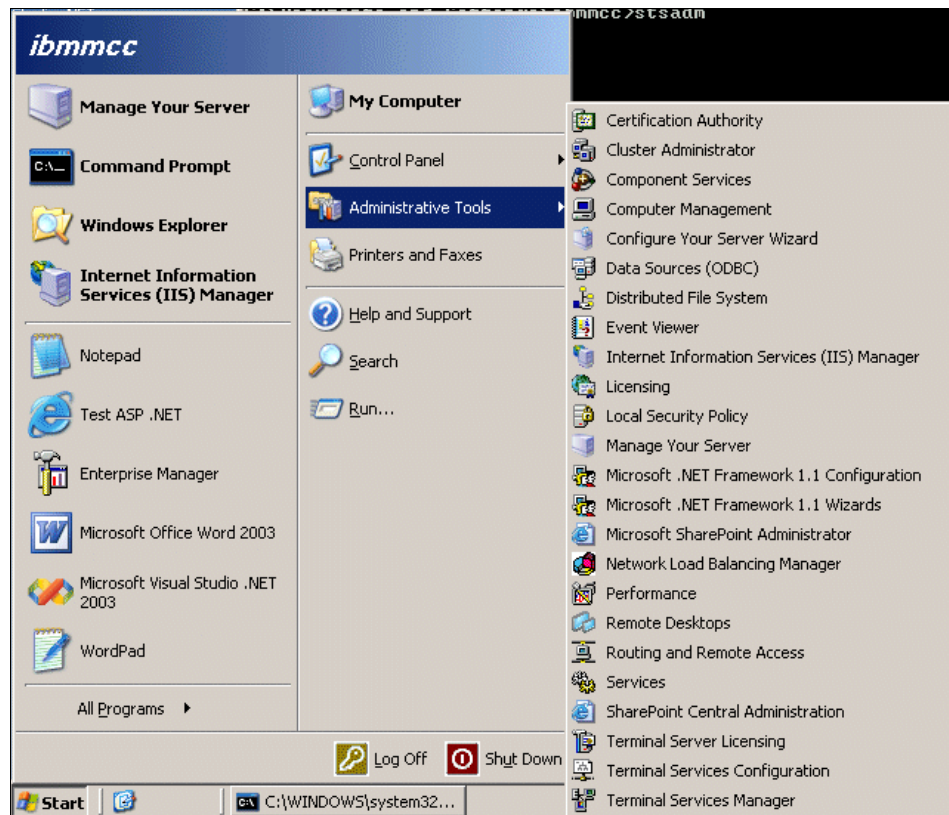 mmcc>stsadm
ibmmcc
Manage Your Server
Command Prompt
Windows Explorer
Internet Information
Services (IIS) Manager
Notepad
Test ASP .NET
Enterprise Manager
Microsoft Office Word 2003
Microsoft Visual Studio .NET
2003
WordPad
All Programs
My Computer
Control Panel
Administrative Tools
Printers and Faxes
Help and Support
Search
Run...
Log Off
Shut Down
Certification Authority
Cluster Administrator
Component Services
Computer Management
Configure Your Server Wizard
Data Sources (ODBC)
Distributed File System
Event Viewer
Internet Information Services (IIS) Manager
Licensing
Local Security Policy
Manage Your Server
Microsoft .NET Framework 1.1 Configuration
Microsoft .NET Framework 1.1 Wizards
Microsoft SharePoint Administrator
Network Load Balancing Manager
Performance
Remote Desktops
Routing and Remote Access
Services
SharePoint Central Administration
Terminal Server Licensing
Terminal Services Configuration
Terminal Services Manager
Start
C:\WINDOWS\system32...